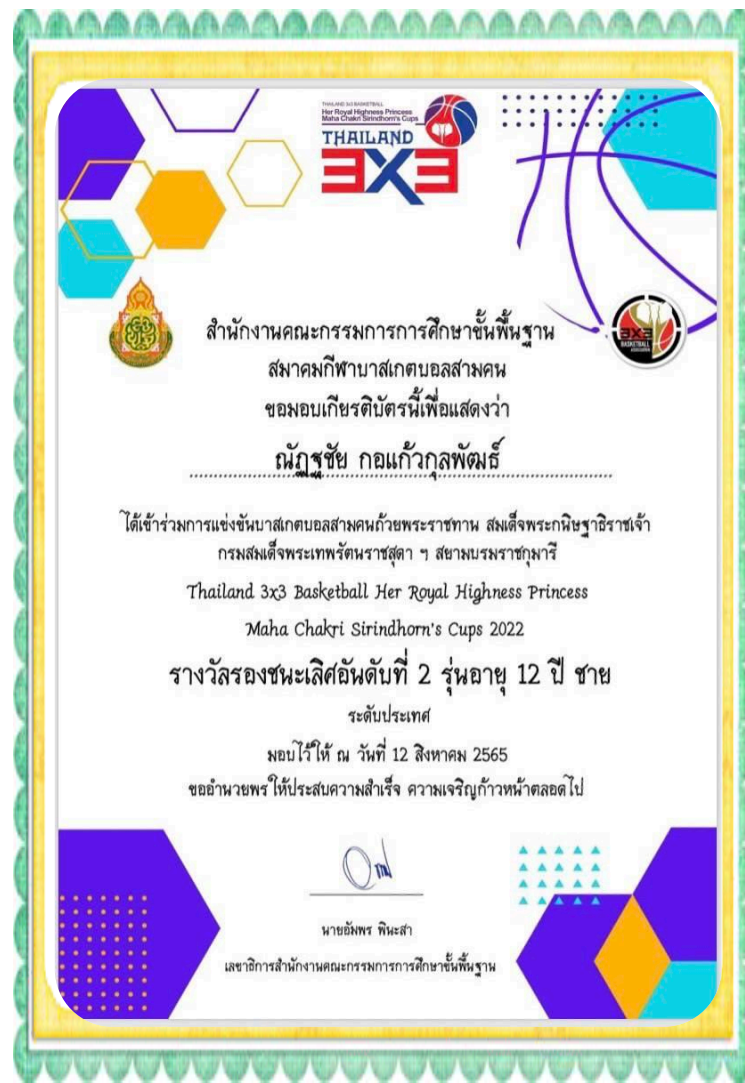 THAILAND 3X3 BASKETBALL
Her Royal Highness Princess
Maha Chakri Sirindhorn's Cups
THAILAND
3X3
3X3
BASKETBALL
ASSOCIATION
สำนักงานคณะกรรมการการศึกษาขั้นพื้นฐาน
สมาคมกีฬาบาสเกตบอลสามคน
ขอมอบเกียรติบัตรนี้เพื่อแสดงว่า
ณัฏฐชัย กอแก้วกุลพัฒน์
ได้เข้าร่วมการแข่งขันบาสเกตบอลสามคนถ้วยพระราชทาน สมเด็จพระกนิษฐาธิราชเจ้า
กรมสมเด็จพระเทพรัตนราชสุดา ฯ สยามบรมราชกุมารี
Thailand 3x3 Basketball Her Royal Highness Princess
Maha Chakri Sirindhorn's Cups 2022
รางวัลรองชนะเลิศอันดับที่ 2 รุ่นอายุ 12 ปี ชาย
ระดับประเทศ
มอบไว้ให้ ณ วันที่ 12 สิงหาคม 2565
ขออำนวยพรให้ประสบความสำเร็จ ความเจริญก้าวหน้าตลอดไป
นายอัมพร พินะสา
เลขาธิการสำนักงานคณะกรรมการการศึกษาขั้นพื้นฐาน